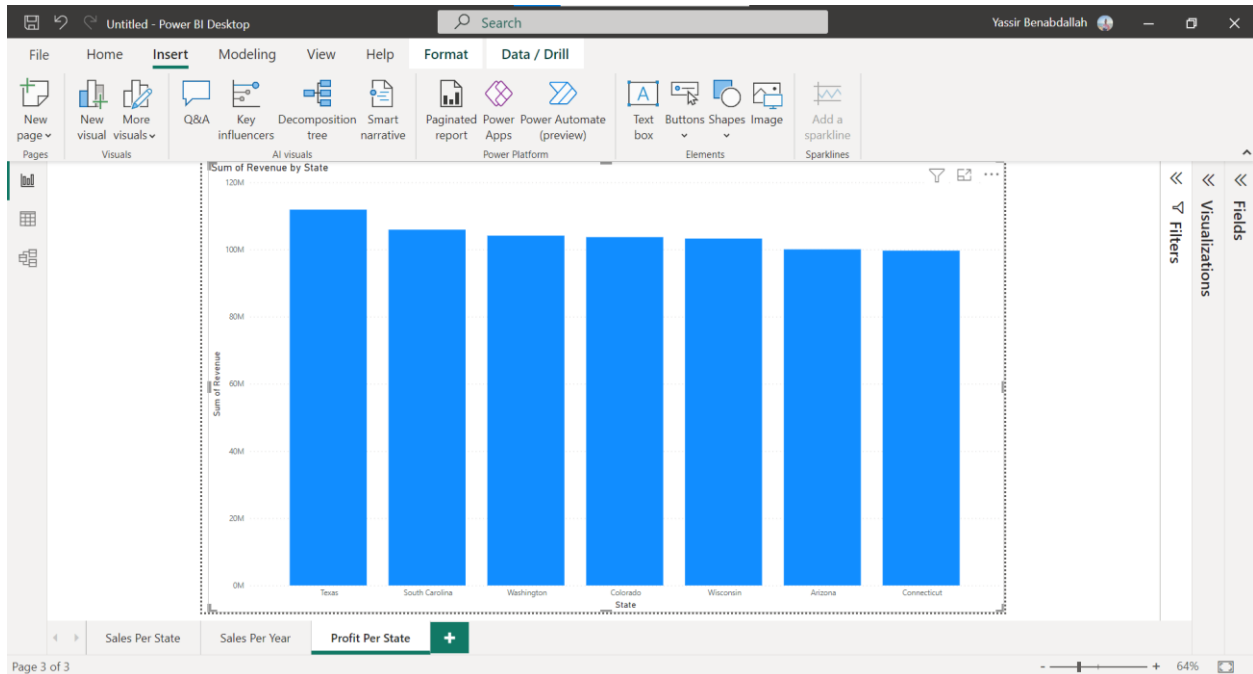 Untitled - Power BI Desktop
Search
Yassir Benabdallah
File Home Insert Modeling View Help Format Data / Drill
New page
New visual
More visuals
Q&A
Key influencers
Decomposition tree
Smart narrative
Paginated report
Power Apps
Power Automate (preview)
Text box
Buttons
Shapes
Image
Add a sparkline
Pages
Visuals
AI visuals
Power Platform
Elements
Sparklines
Sum of Revenue by State
120M
100M
80M
60M
40M
20M
0M
Sum of Revenue
Texas
South Carolina
Washington
Colorado
Wisconsin
Arizona
Connecticut
State
Filters
Visualizations
Fields
Sales Per State
Sales Per Year
Profit Per State
Page 3 of 3
64%